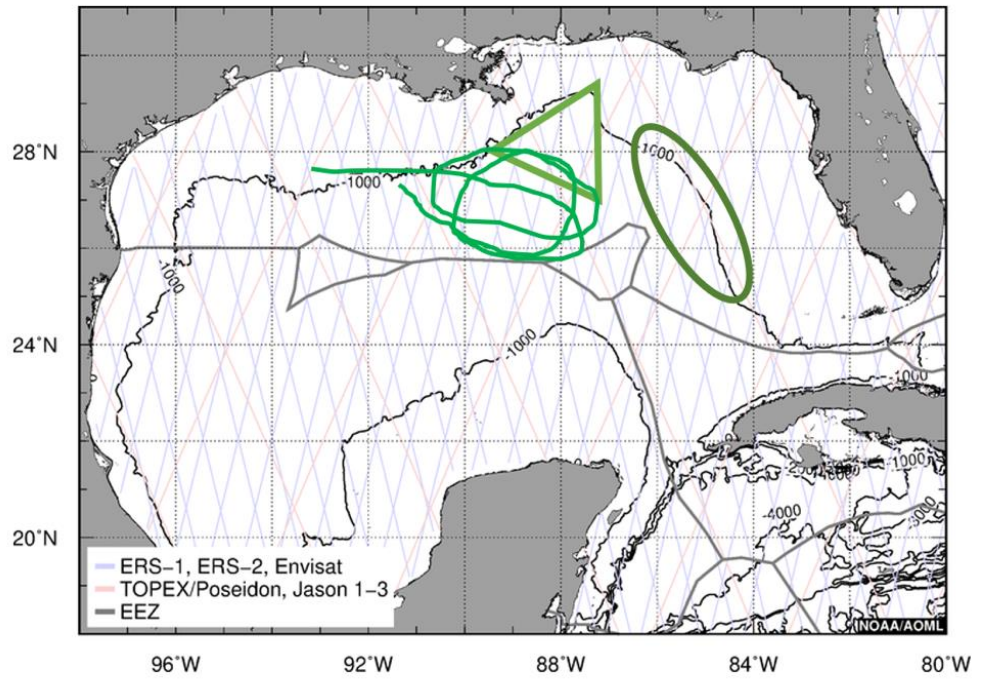 28°N
-1000
-1000
-1000
24°N
-1000
-1000
1000
-4000
-3000
20°N
ERS-1, ERS-2, Envisat
TOPEX/Poseidon, Jason 1-3
EEZ
NOAA/AOML
96°W 92°W 88°W 84°W 80°W